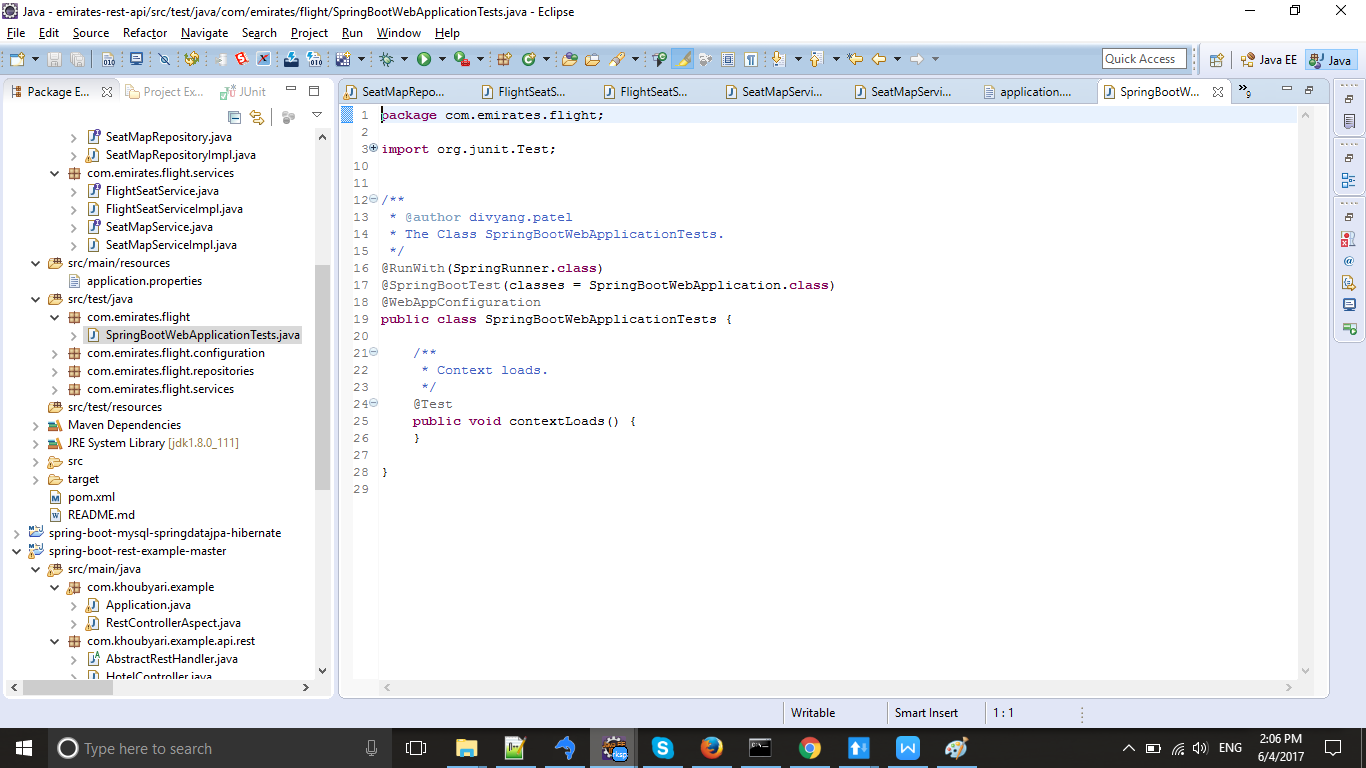 Java - emirates-rest-api/src/test/java/com/emirates/flight/SpringBootWebApplicationTests.java - Eclipse
File Edit Source Refactor Navigate Search Project Run Window Help
Quick Access
Java EE
Java
Package E...
Project Ex...
JUnit
SeatMapRepository.java
SeatMapRepositoryImpl.java
com.emirates.flight.services
FlightSeatService.java
FlightSeatServiceImpl.java
SeatMapService.java
SeatMapServiceImpl.java
src/main/resources
application.properties
src/test/java
com.emirates.flight
SpringBootWebApplicationTests.java
com.emirates.flight.configuration
com.emirates.flight.repositories
com.emirates.flight.services
src/test/resources
Maven Dependencies
JRE System Library [jdk1.8.0_111]
src
target
pom.xml
README.md
spring-boot-mysql-springdatajpa-hibernate
spring-boot-rest-example-master
src/main/java
com.khoubyari.example
Application.java
RestControllerAspect.java
com.khoubyari.example.api.rest
AbstractRestHandler.java
HotelController.java
SeatMapRepo... FlightSeatS... FlightSeatS... SeatMapServi... SeatMapServi... application.... SpringBootW... 9
1 package com.emirates.flight;
2
3 import org.junit.Test;
10
11
12 /**
13 * @author divyang.patel
14 * The Class SpringBootWebApplicationTests.
15 */
16 @RunWith(SpringRunner.class)
17 @SpringBootTest(classes = SpringBootWebApplication.class)
18 @WebAppConfiguration
19 public class SpringBootWebApplicationTests {
20
21 /**
22 * Context loads.
23 */
24 @Test
25 public void contextLoads() {
26 }
27
28 }
29
Writable
Smart Insert
1 : 1
Type here to search
ENG
2:06 PM
6/4/2017